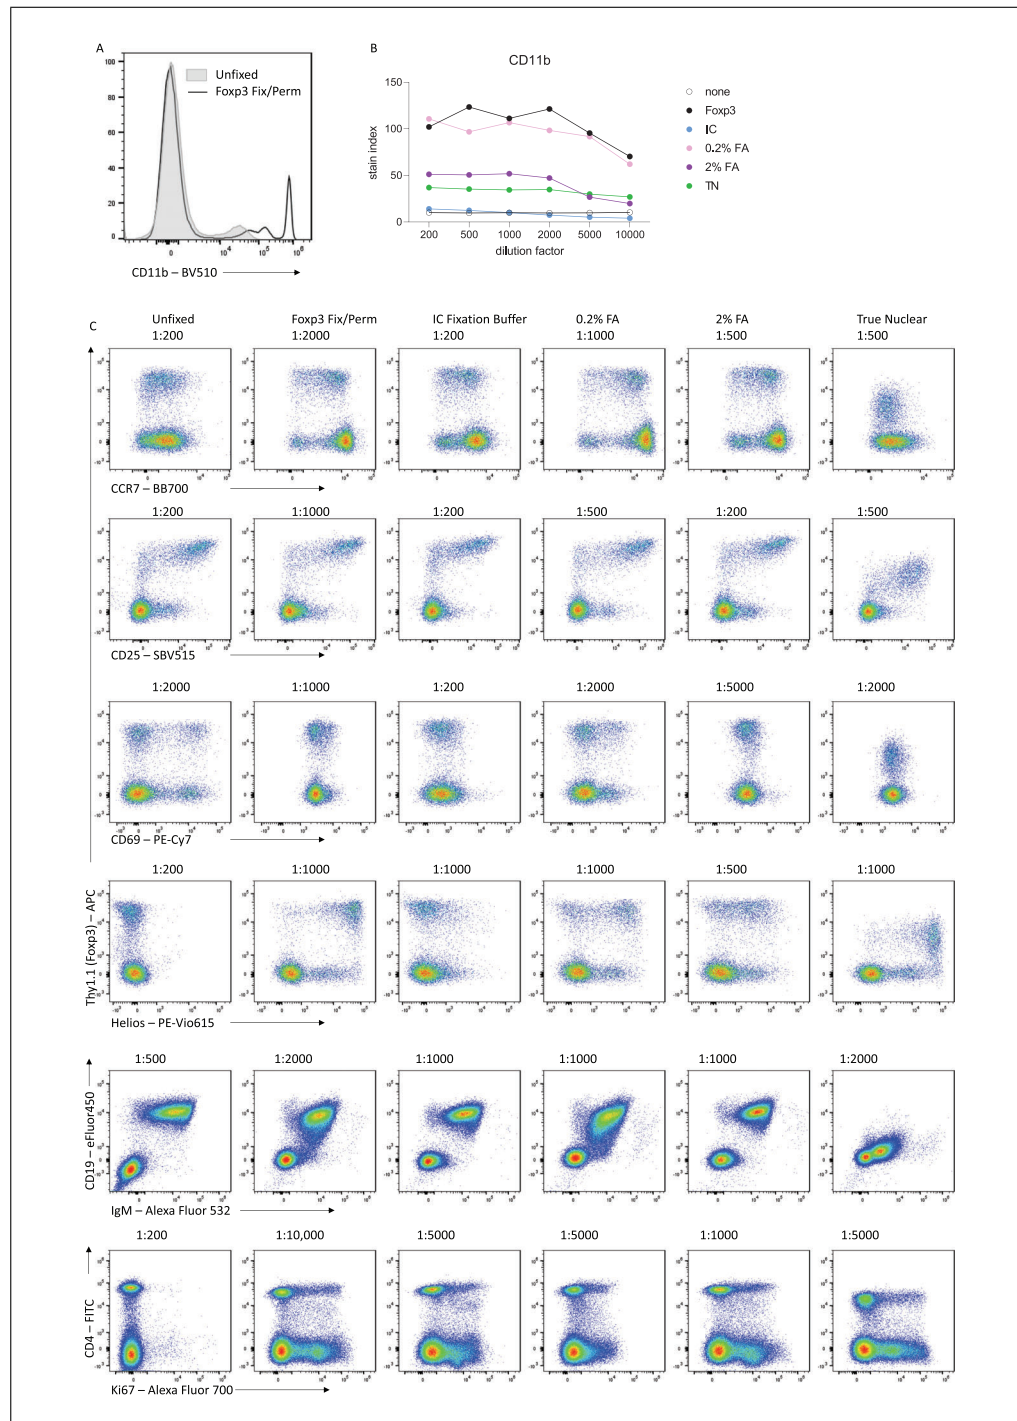 A
Unfixed
Foxp3 Fix/Perm
100
80
60
40
20
0
0 10⁴ 10⁵ 10⁶
CD11b – BV510
B
CD11b
stain index
150
100
50
0
200 500 1000 2000 5000 10000
dilution factor
none
Foxp3
IC
0.2% FA
2% FA
TN
C
Unfixed Foxp3 Fix/Perm IC Fixation Buffer 0.2% FA 2% FA True Nuclear
1:200 1:2000 1:200 1:1000 1:500 1:500
CCR7 – BB700
1:200 1:1000 1:200 1:500 1:200 1:500
CD25 – SBV515
1:2000 1:1000 1:200 1:2000 1:5000 1:2000
CD69 – PE-Cy7
1:200 1:1000 1:1000 1:1000 1:500 1:1000
Thy1.1 (Foxp3) – APC
Helios – PE-Vio615
1:500 1:2000 1:1000 1:1000 1:1000 1:2000
CD19 – eFluor450
IgM – Alexa Fluor 532
1:200 1:10,000 1:5000 1:5000 1:1000 1:5000
CD4 – FITC
Ki67 – Alexa Fluor 700